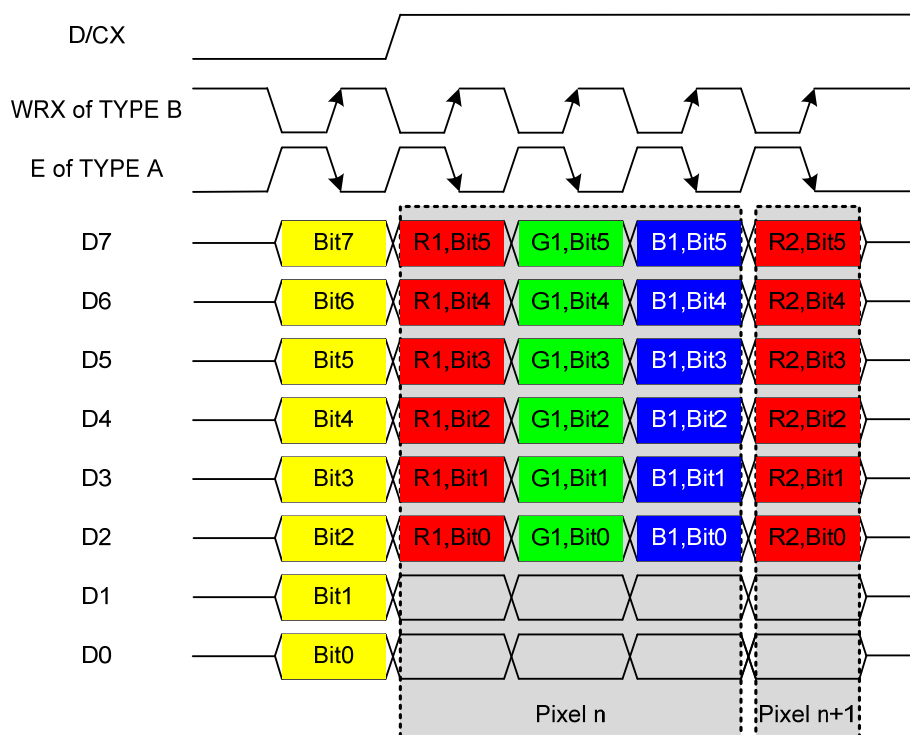 D/CX
WRX of TYPE B
E of TYPE A
D7 Bit7 R1,Bit5 G1,Bit5 B1,Bit5 R2,Bit5
D6 Bit6 R1,Bit4 G1,Bit4 B1,Bit4 R2,Bit4
D5 Bit5 R1,Bit3 G1,Bit3 B1,Bit3 R2,Bit3
D4 Bit4 R1,Bit2 G1,Bit2 B1,Bit2 R2,Bit2
D3 Bit3 R1,Bit1 G1,Bit1 B1,Bit1 R2,Bit1
D2 Bit2 R1,Bit0 G1,Bit0 B1,Bit0 R2,Bit0
D1 Bit1
D0 Bit0
Pixel n Pixel n+1